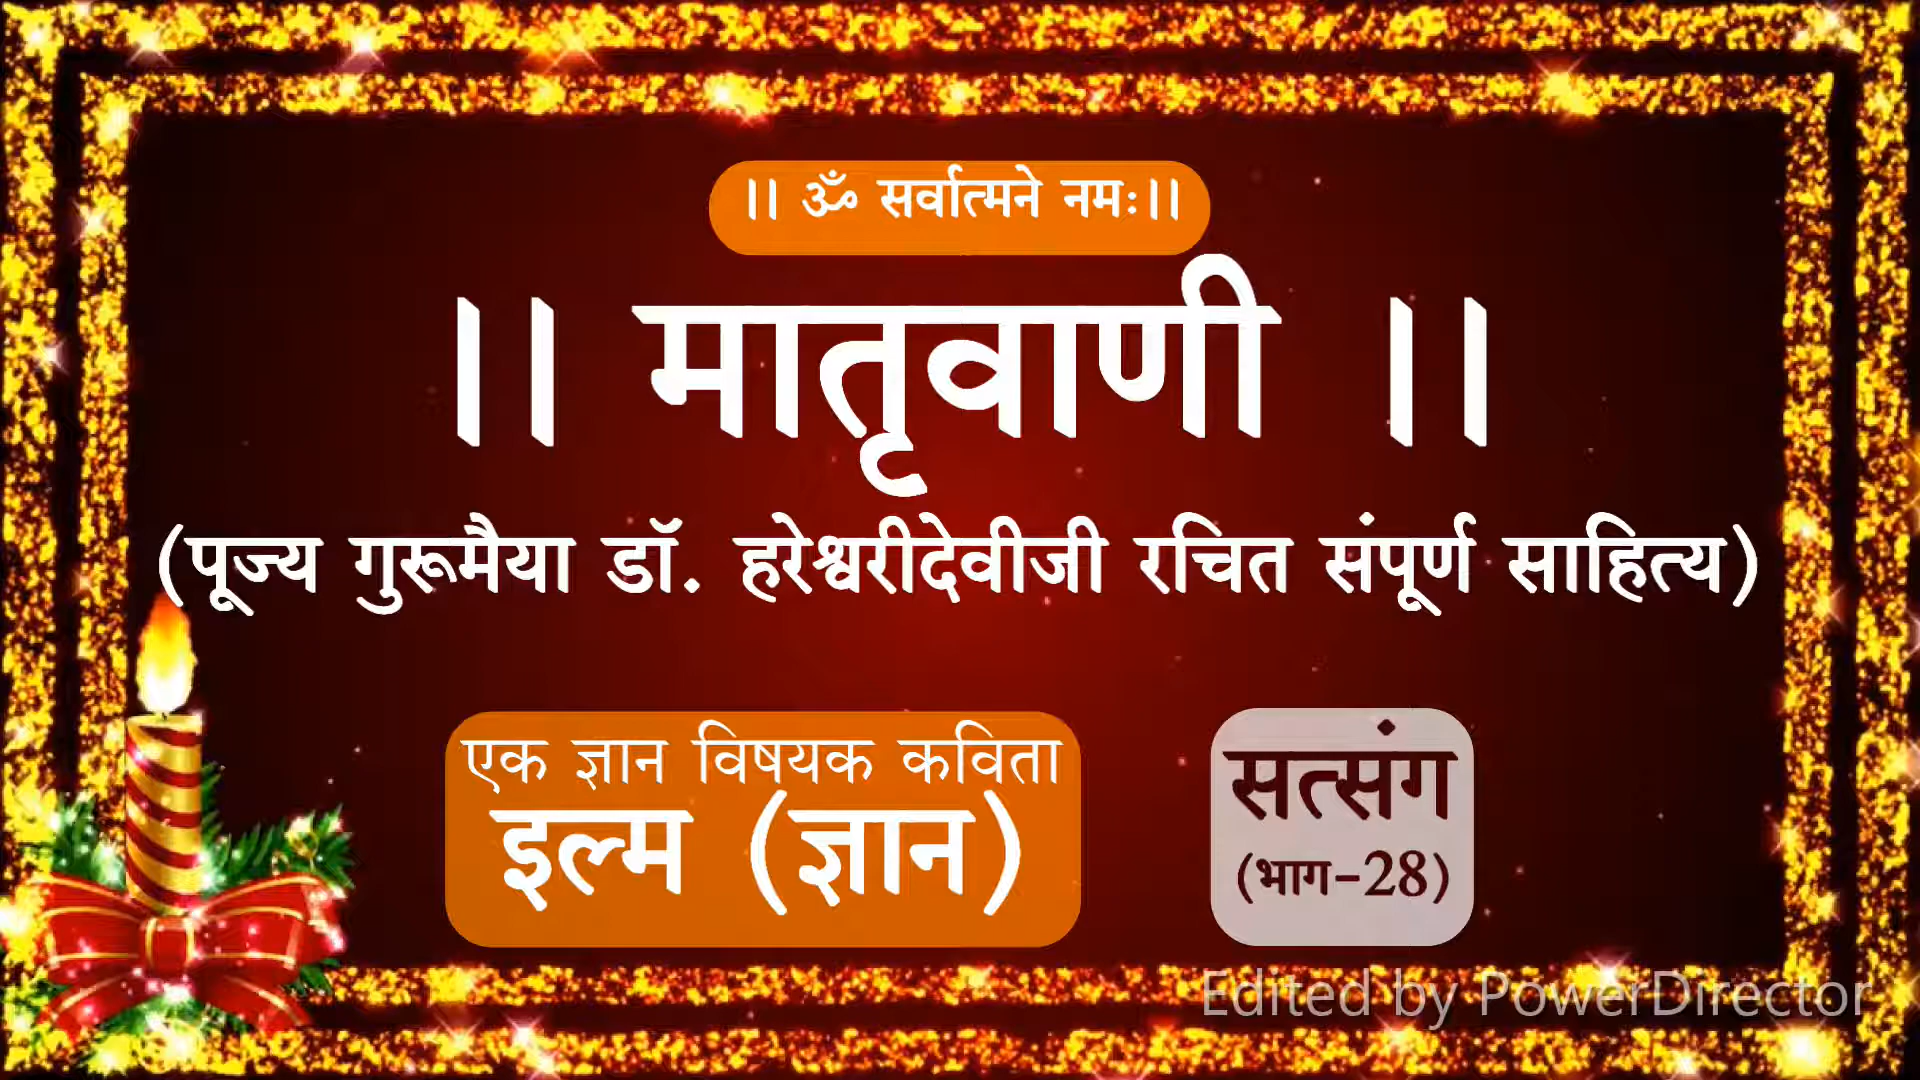 ।। ॐ सर्वात्मने नमः।।
।। मातृवाणी ।।
(पूज्य गुरूमैया डॉ. हरेश्वरीदेवीजी रचित संपूर्ण साहित्य)
एक ज्ञान विषयक कविता
इल्म (ज्ञान)
सत्संग
(भाग-28)
Edited by PowerDirector